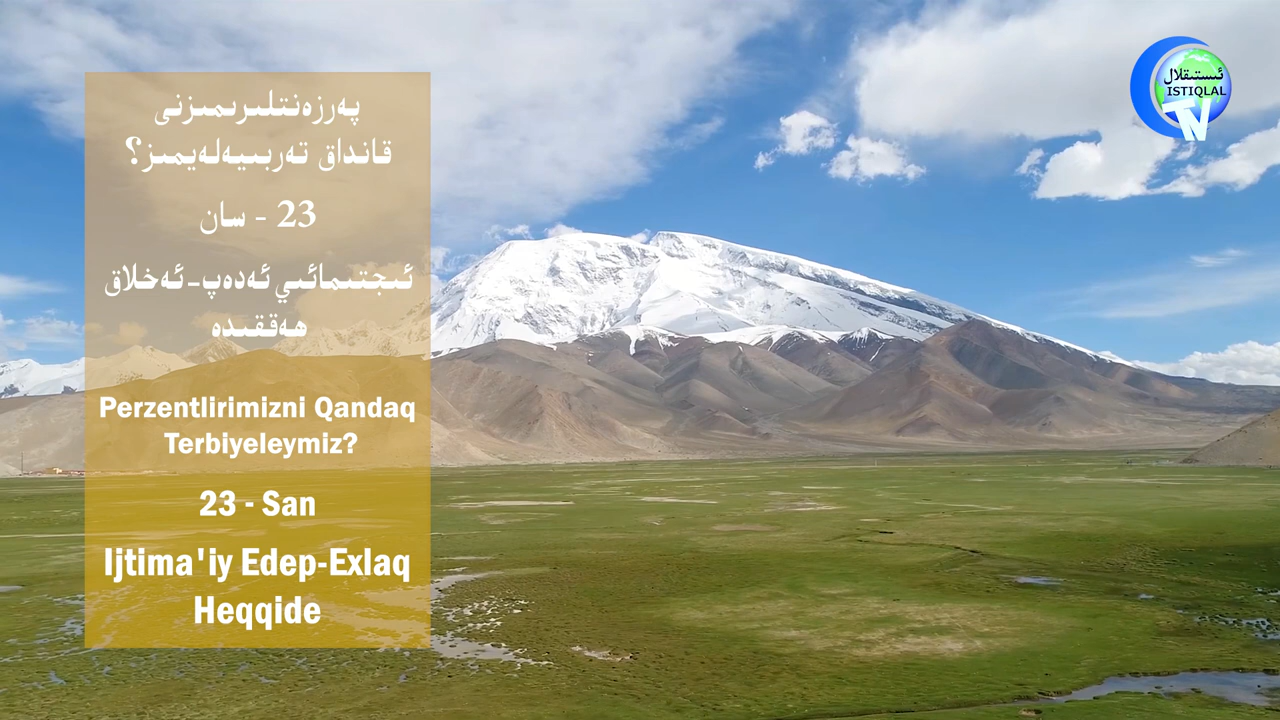 پەرزەنتلىرىمىزنى
قانداق تەربىيەلەيمىز؟
23 - سان
ئىجتىمائىي ئەدەپ-ئەخلاق
ھەققىدە
Perzentlirimizni Qandaq
Terbiyeleymiz?
23 - San
Ijtima'iy Edep-Exlaq
Heqqide
ئىستىقلال
ISTIQLAL
TV